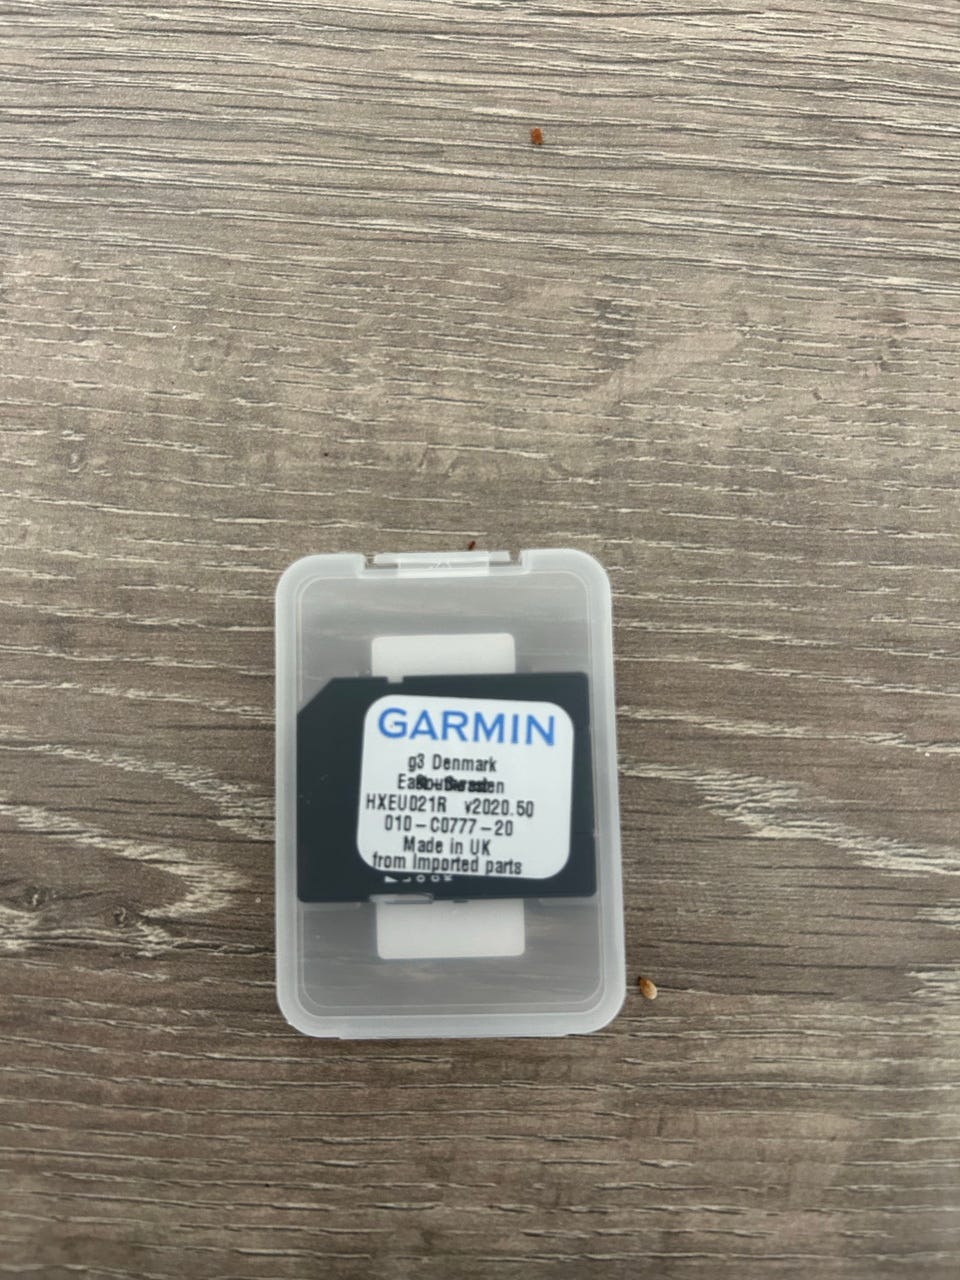 GARMIN
g3 Denmark
HXEU021R v2020.50
010-C0777-20
Made in UK
from Imported parts